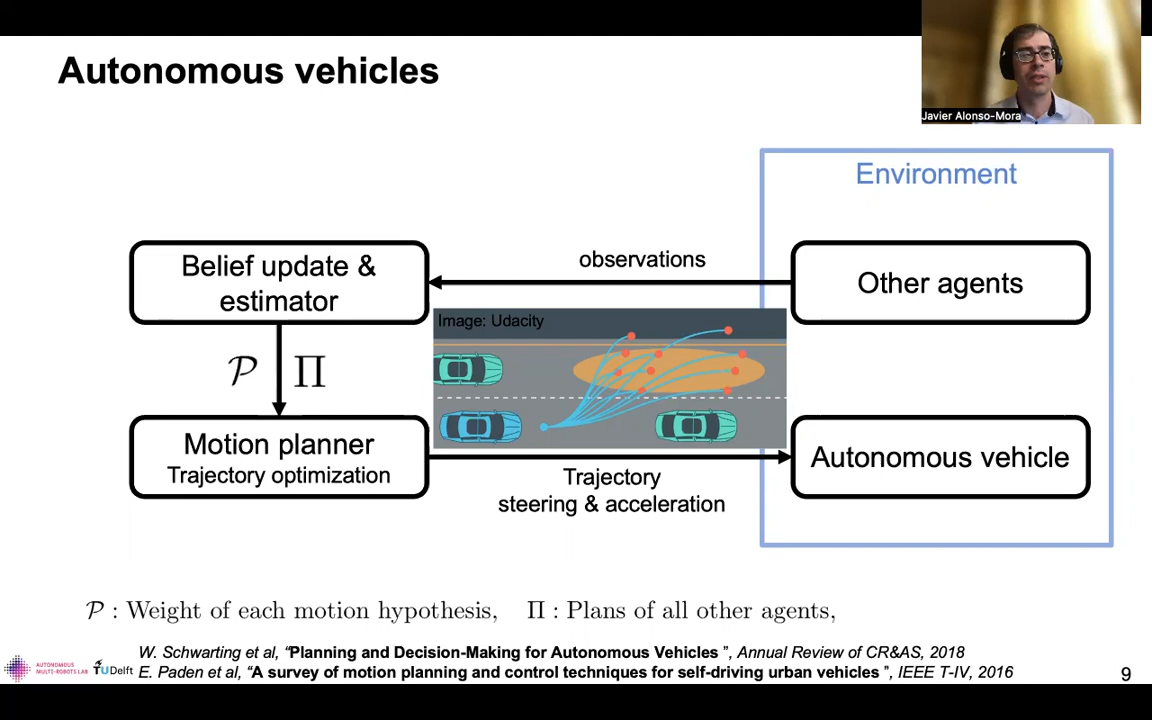 Autonomous vehicles
Javier Alonso-Mora
Environment
Belief update &
estimator
observations
Other agents
Image: Udacity
𝒫 Π
Motion planner
Trajectory optimization
Trajectory
steering & acceleration
Autonomous vehicle
𝒫 : Weight of each motion hypothesis, Π : Plans of all other agents,
W. Schwarting et al, “Planning and Decision-Making for Autonomous Vehicles ”, Annual Review of CR&AS, 2018
AUTONOMOUS
MULTI-ROBOTS LAB
TUDelft
E. Paden et al, “A survey of motion planning and control techniques for self-driving urban vehicles ”, IEEE T-IV, 2016
9